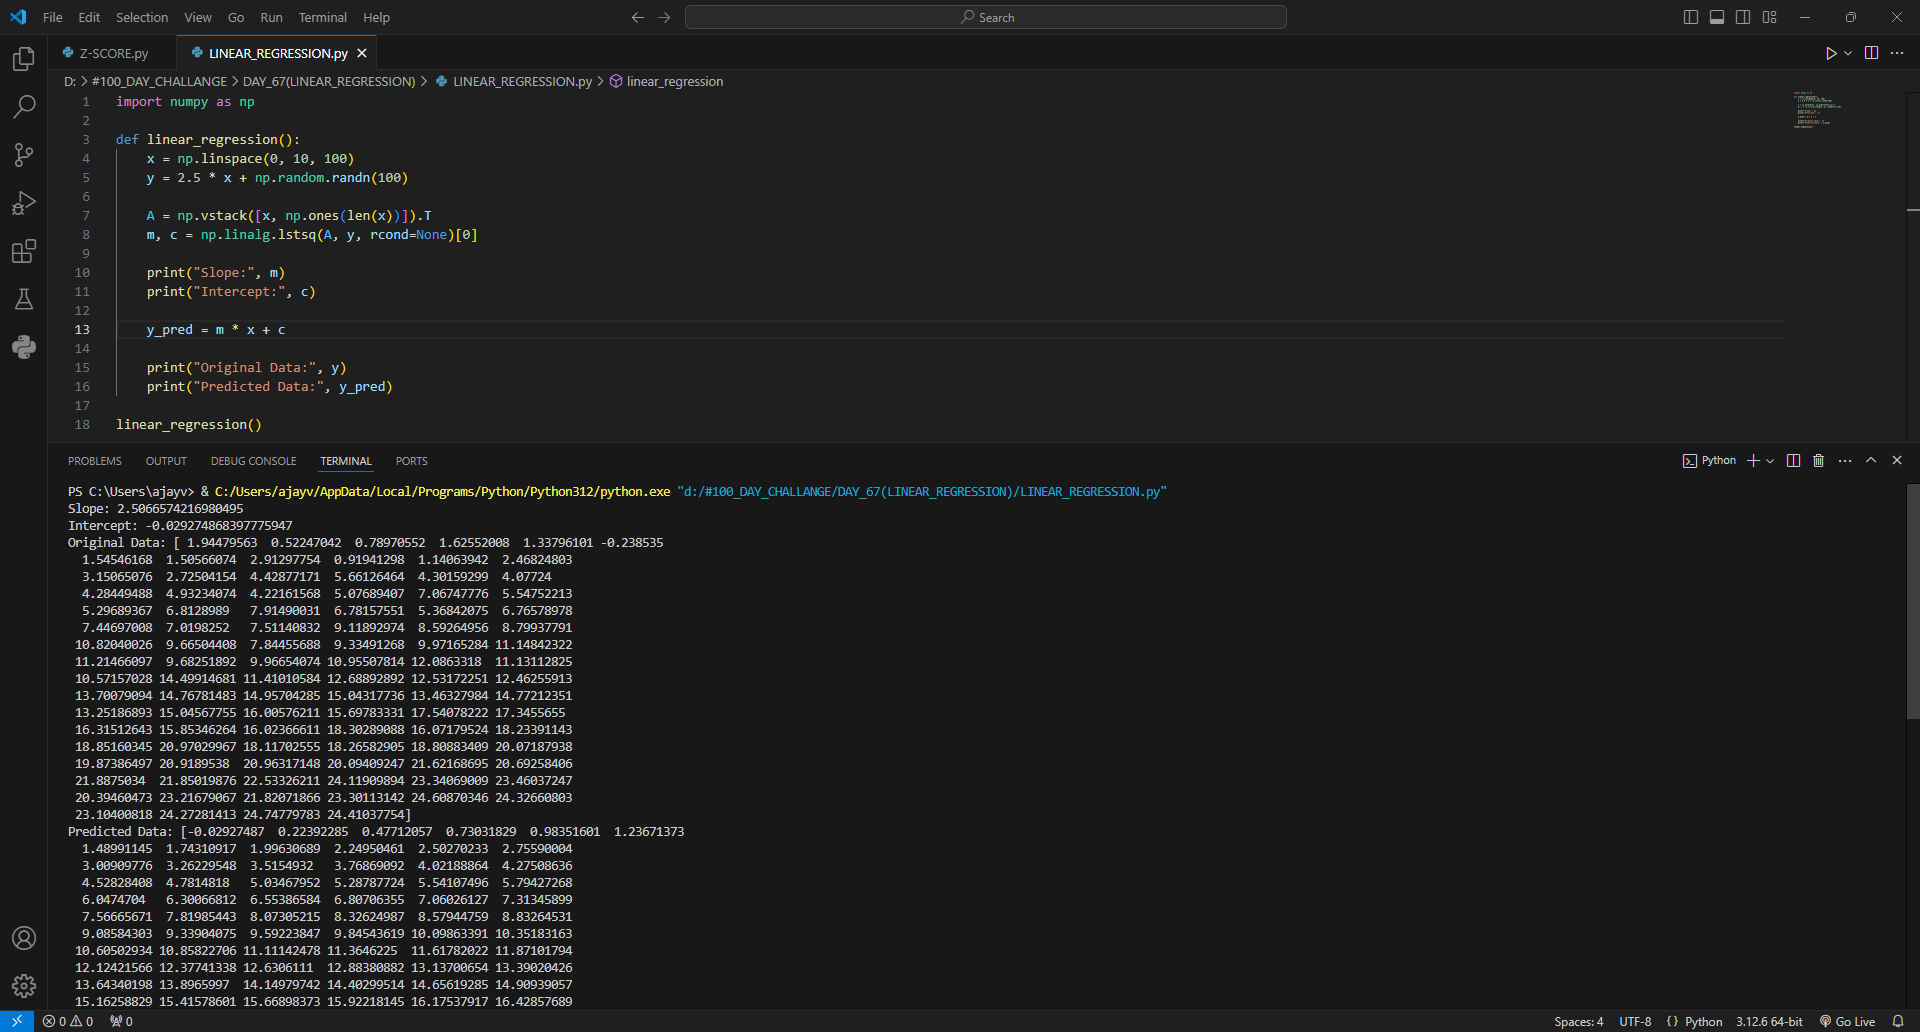 File Edit Selection View Go Run Terminal Help
Search
Z-SCORE.py
LINEAR_REGRESSION.py
D: > #100_DAY_CHALLANGE > DAY_67(LINEAR_REGRESSION) > LINEAR_REGRESSION.py > linear_regression
1 import numpy as np
2
3 def linear_regression():
4     x = np.linspace(0, 10, 100)
5     y = 2.5 * x + np.random.randn(100)
6
7     A = np.vstack([x, np.ones(len(x))]).T
8     m, c = np.linalg.lstsq(A, y, rcond=None)[0]
9
10     print("Slope:", m)
11     print("Intercept:", c)
12
13     y_pred = m * x + c
14
15     print("Original Data:", y)
16     print("Predicted Data:", y_pred)
17
18 linear_regression()
PROBLEMS OUTPUT DEBUG CONSOLE TERMINAL PORTS
Python
PS C:\Users\ajayv> & C:/Users/ajayv/AppData/Local/Programs/Python/Python312/python.exe "d:/#100_DAY_CHALLANGE/DAY_67(LINEAR_REGRESSION)/LINEAR_REGRESSION.py"
Slope: 2.5066574216980495
Intercept: -0.029274868397775947
Original Data: [ 1.94479563  0.52247042  0.78970552  1.62552008  1.33796101 -0.238535
  1.54546168  1.50566074  2.91297754  0.91941298  1.14063942  2.46824803
  3.15065076  2.72504154  4.42877171  5.66126464  4.30159299  4.07724
  4.28449488  4.93234074  4.22161568  5.07689407  7.06747776  5.54752213
  5.29689367  6.8128989   7.91490031  6.78157551  5.36842075  6.76578978
  7.44697008  7.0198252   7.51140832  9.11892974  8.59264956  8.79937791
 10.82040026  9.66504408  7.84455688  9.33491268  9.97165284 11.14842322
 11.21466097  9.68251892  9.96654074 10.95507814 12.0863318  11.13112825
 10.57157028 14.49914681 11.41010584 12.68892892 12.53172251 12.46255913
 13.70079094 14.76781483 14.95704285 15.04317736 13.46327984 14.77212351
 13.25186893 15.04567755 16.00576211 15.69783331 17.54078222 17.3455655
 16.31512643 15.85346264 16.02366611 18.30289088 16.07179524 18.23391143
 18.85160345 20.97029967 18.11702555 18.26582905 18.80883409 20.07187938
 19.87386497 20.9189538  20.96317148 20.09409247 21.62168695 20.69258406
 21.8875034  21.85019876 22.53326211 24.11909894 23.34069009 23.46037247
 20.39460473 23.21679067 21.82071866 23.30113142 24.60870346 24.32660803
 23.10400818 24.27281413 24.74779783 24.41037754]
Predicted Data: [-0.02927487  0.22392285  0.47712057  0.73031829  0.98351601  1.23671373
  1.48991145  1.74310917  1.99630689  2.24950461  2.50270233  2.75590004
  3.00909776  3.26229548  3.5154932   3.76869092  4.02188864  4.27508636
  4.52828408  4.7814818   5.03467952  5.28787724  5.54107496  5.79427268
  6.0474704   6.30066812  6.55386584  6.80706355  7.06026127  7.31345899
  7.56665671  7.81985443  8.07305215  8.32624987  8.57944759  8.83264531
  9.08584303  9.33904075  9.59223847  9.84543619 10.09863391 10.35183163
 10.60502934 10.85822706 11.11142478 11.3646225  11.61782022 11.87101794
 12.12421566 12.37741338 12.6306111  12.88380882 13.13700654 13.39020426
 13.64340198 13.8965997  14.14979742 14.40299514 14.65619285 14.90939057
 15.16258829 15.41578601 15.66898373 15.92218145 16.17537917 16.42857689
0 0 0
Spaces: 4 UTF-8 {} Python 3.12.6 64-bit Go Live